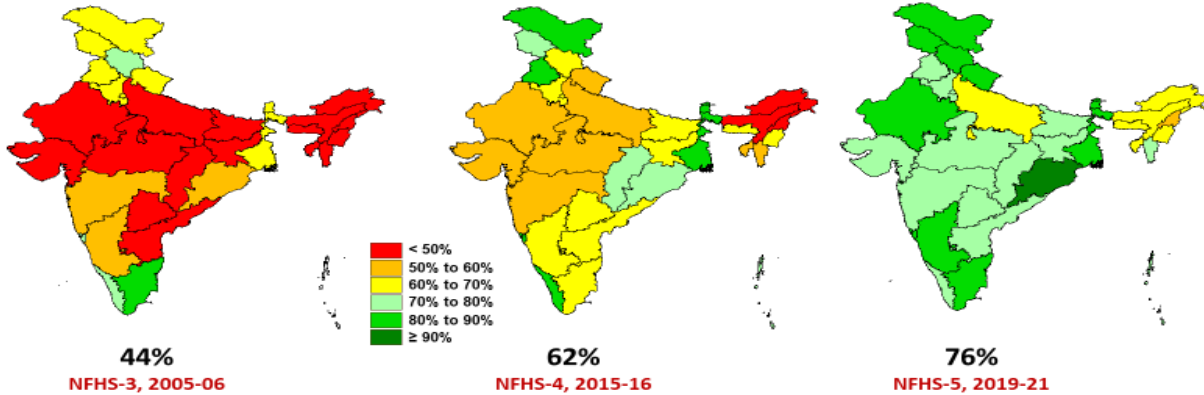 < 50%
50% to 60%
60% to 70%
70% to 80%
80% to 90%
≥ 90%
44%
62%
76%
NFHS-3, 2005-06
NFHS-4, 2015-16
NFHS-5, 2019-21